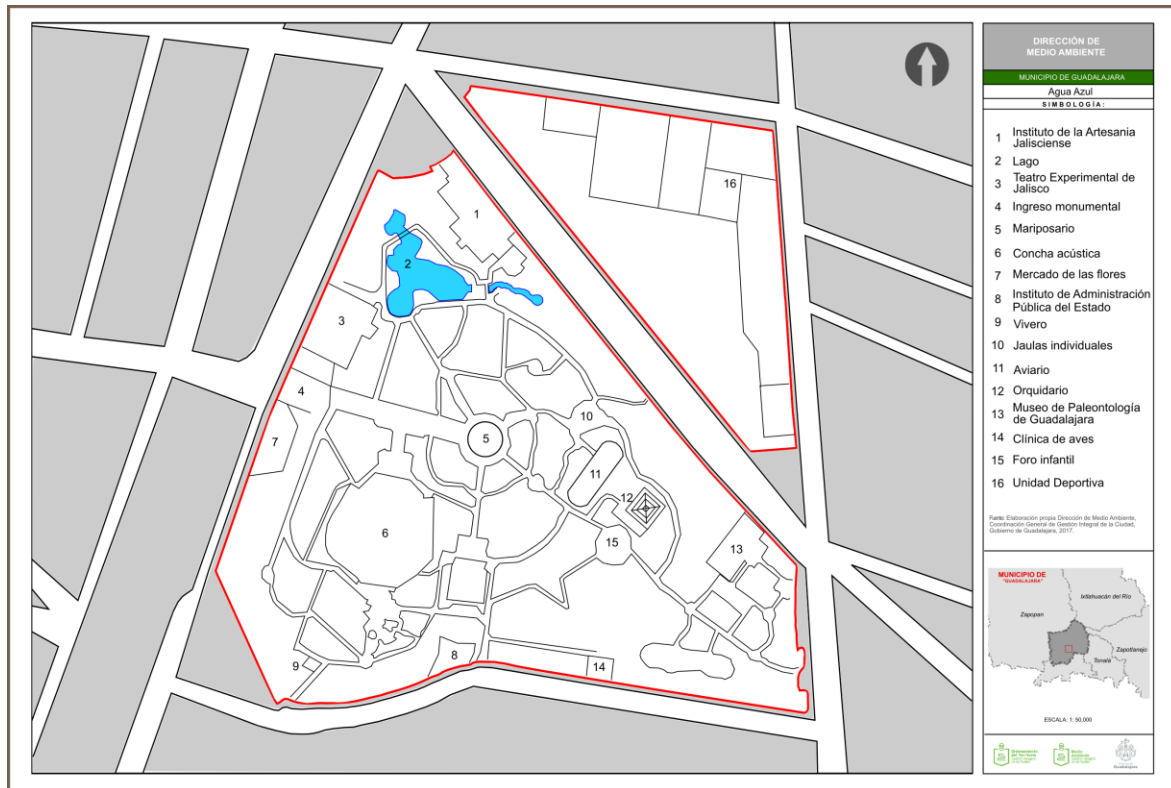 DIRECCIÓN DE
MEDIO AMBIENTE
MUNICIPIO DE GUADALAJARA
Agua Azul
SIMBOLOGÍA:
1 Instituto de la Artesania
Jalisciense
2 Lago
3 Teatro Experimental de
Jalisco
4 Ingreso monumental
5 Mariposario
6 Concha acústica
7 Mercado de las flores
8 Instituto de Administración
Pública del Estado
9 Vivero
10 Jaulas individuales
11 Aviario
12 Orquidario
13 Museo de Paleontología
de Guadalajara
14 Clínica de aves
15 Foro infantil
16 Unidad Deportiva
Fuente: Elaboración propia Dirección de Medio Ambiente,
Coordinación General de Gestión Integral de la Ciudad,
Gobierno de Guadalajara, 2017.
MUNICIPIO DE
"GUADALAJARA"
Ixtlahuacán del Río
Zapopan
Zapotlanejo
Tonalá
ESCALA: 1: 50,000
Guadalajara
16
1
2
3
4
10
5
7
11
12
6
15
13
8
9
14